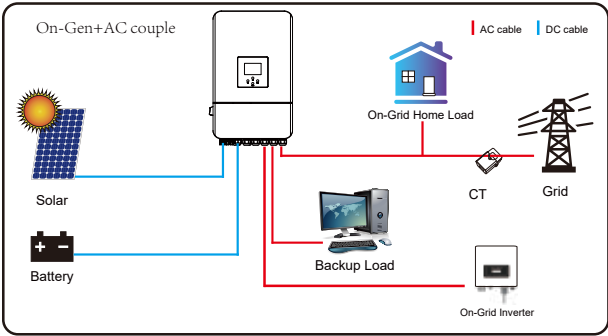 On-Gen+AC couple
AC cable
DC cable
On-Grid Home Load
CT
Grid
Solar
Battery
Backup Load
On-Grid Inverter